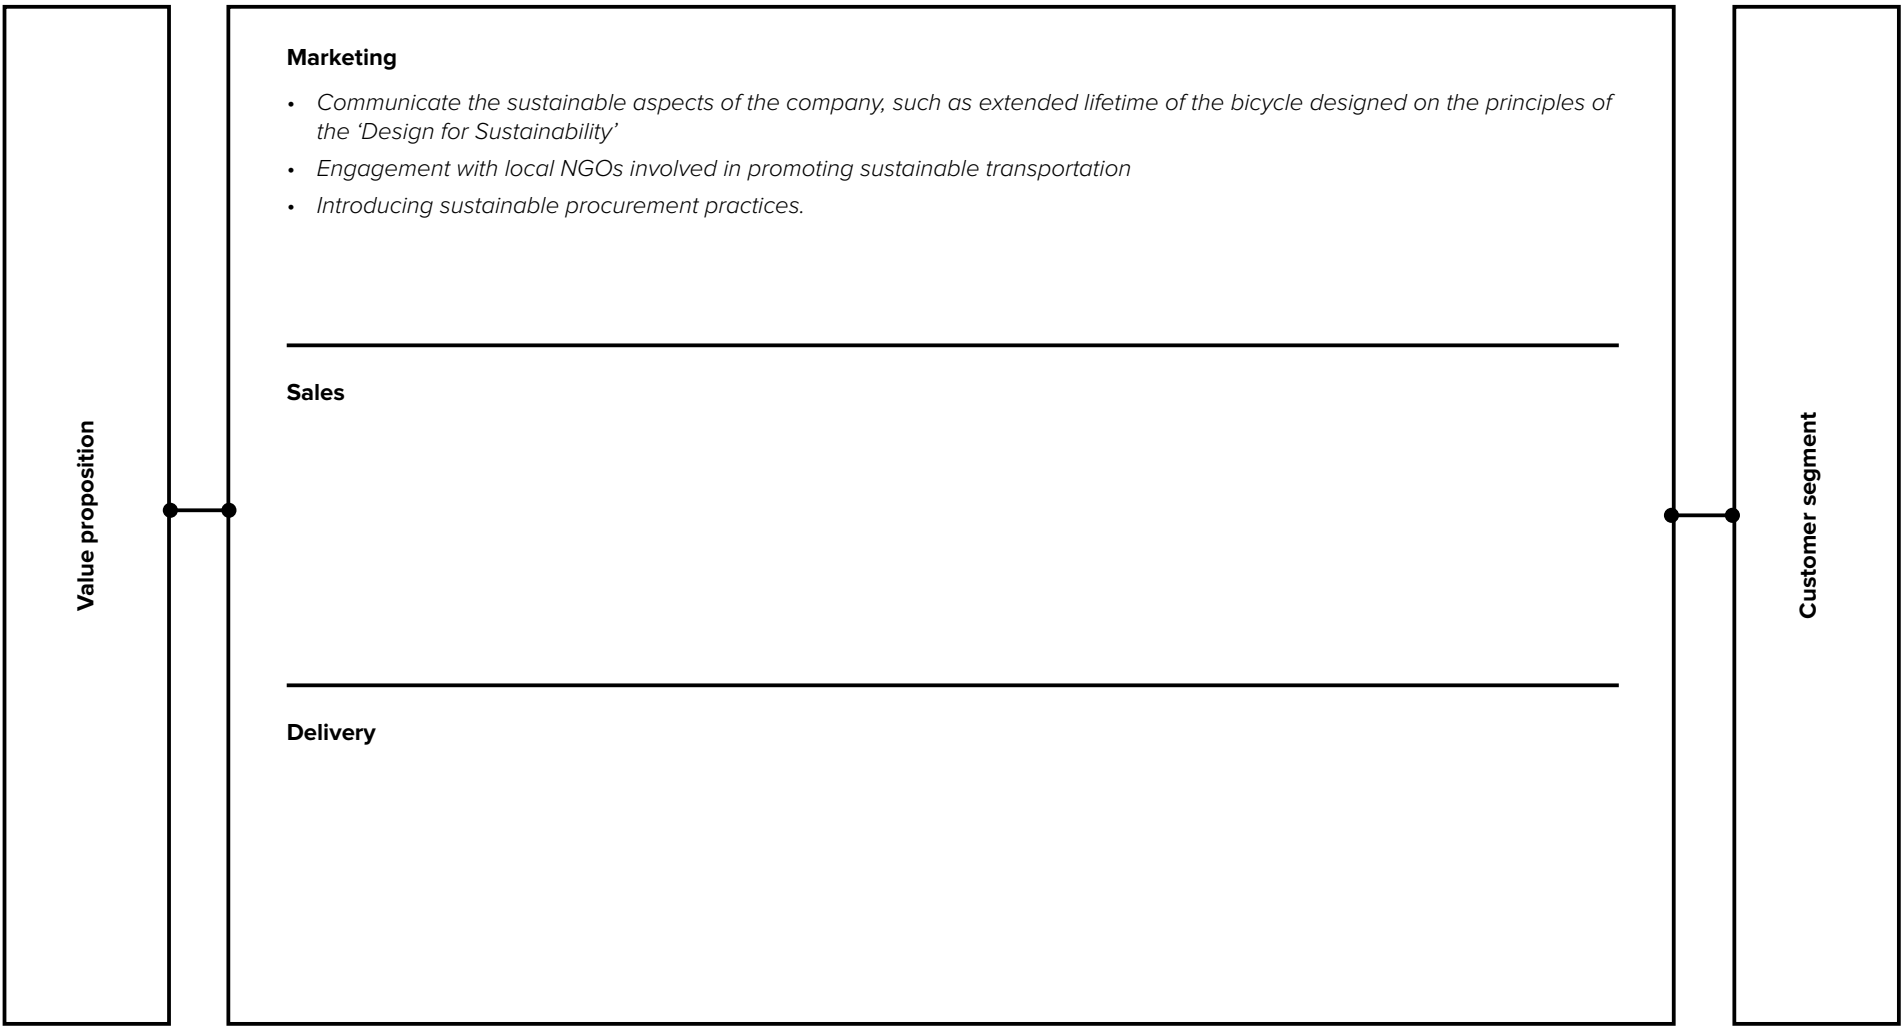 Value proposition
Marketing
• Communicate the sustainable aspects of the company, such as extended lifetime of the bicycle designed on the principles of
the ‘Design for Sustainability’
• Engagement with local NGOs involved in promoting sustainable transportation
• Introducing sustainable procurement practices.
Sales
Delivery
Customer segment